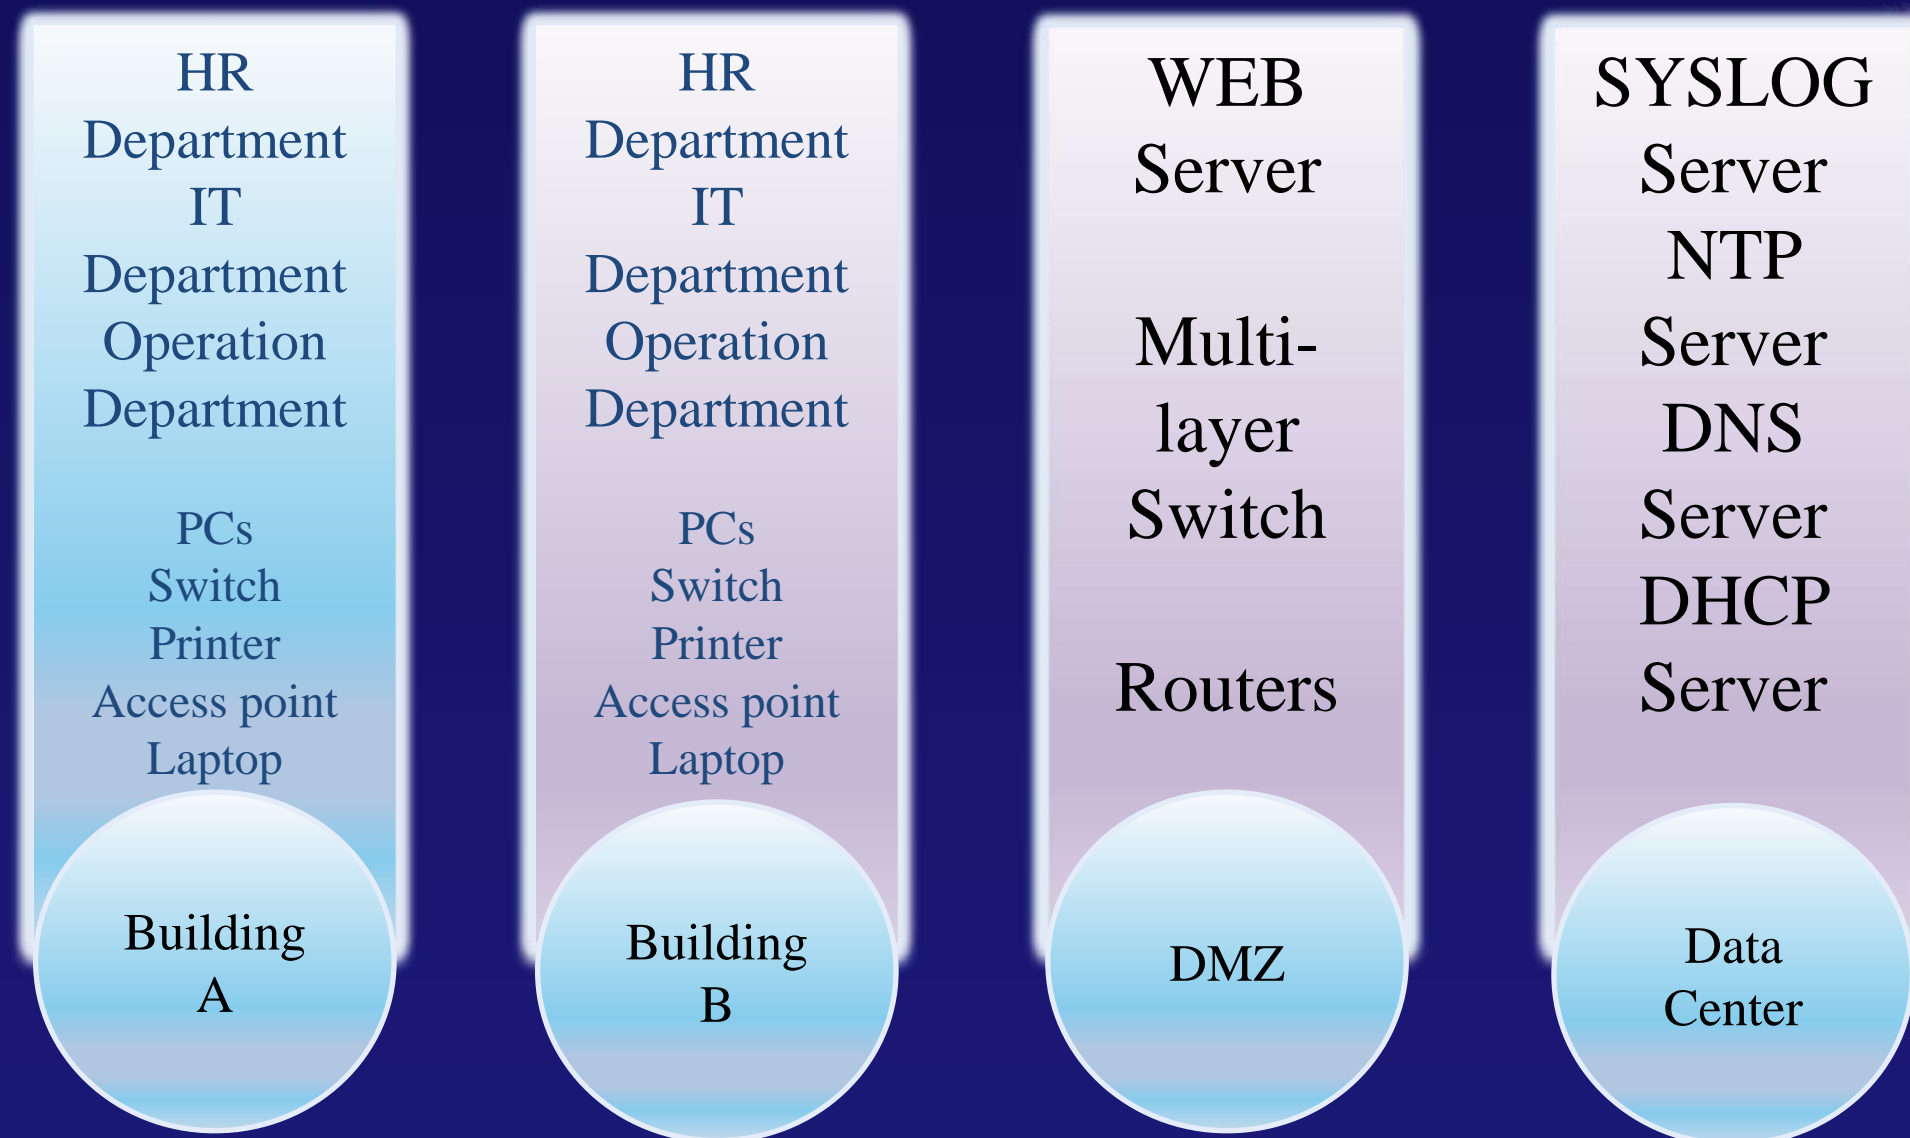 HR
Department
IT
Department
Operation
Department
PCs
Switch
Printer
Access point
Laptop
Building
A
HR
Department
IT
Department
Operation
Department
PCs
Switch
Printer
Access point
Laptop
Building
B
WEB
Server
Multi-
layer
Switch
Routers
DMZ
SYSLOG
Server
NTP
Server
DNS
Server
DHCP
Server
Data
Center